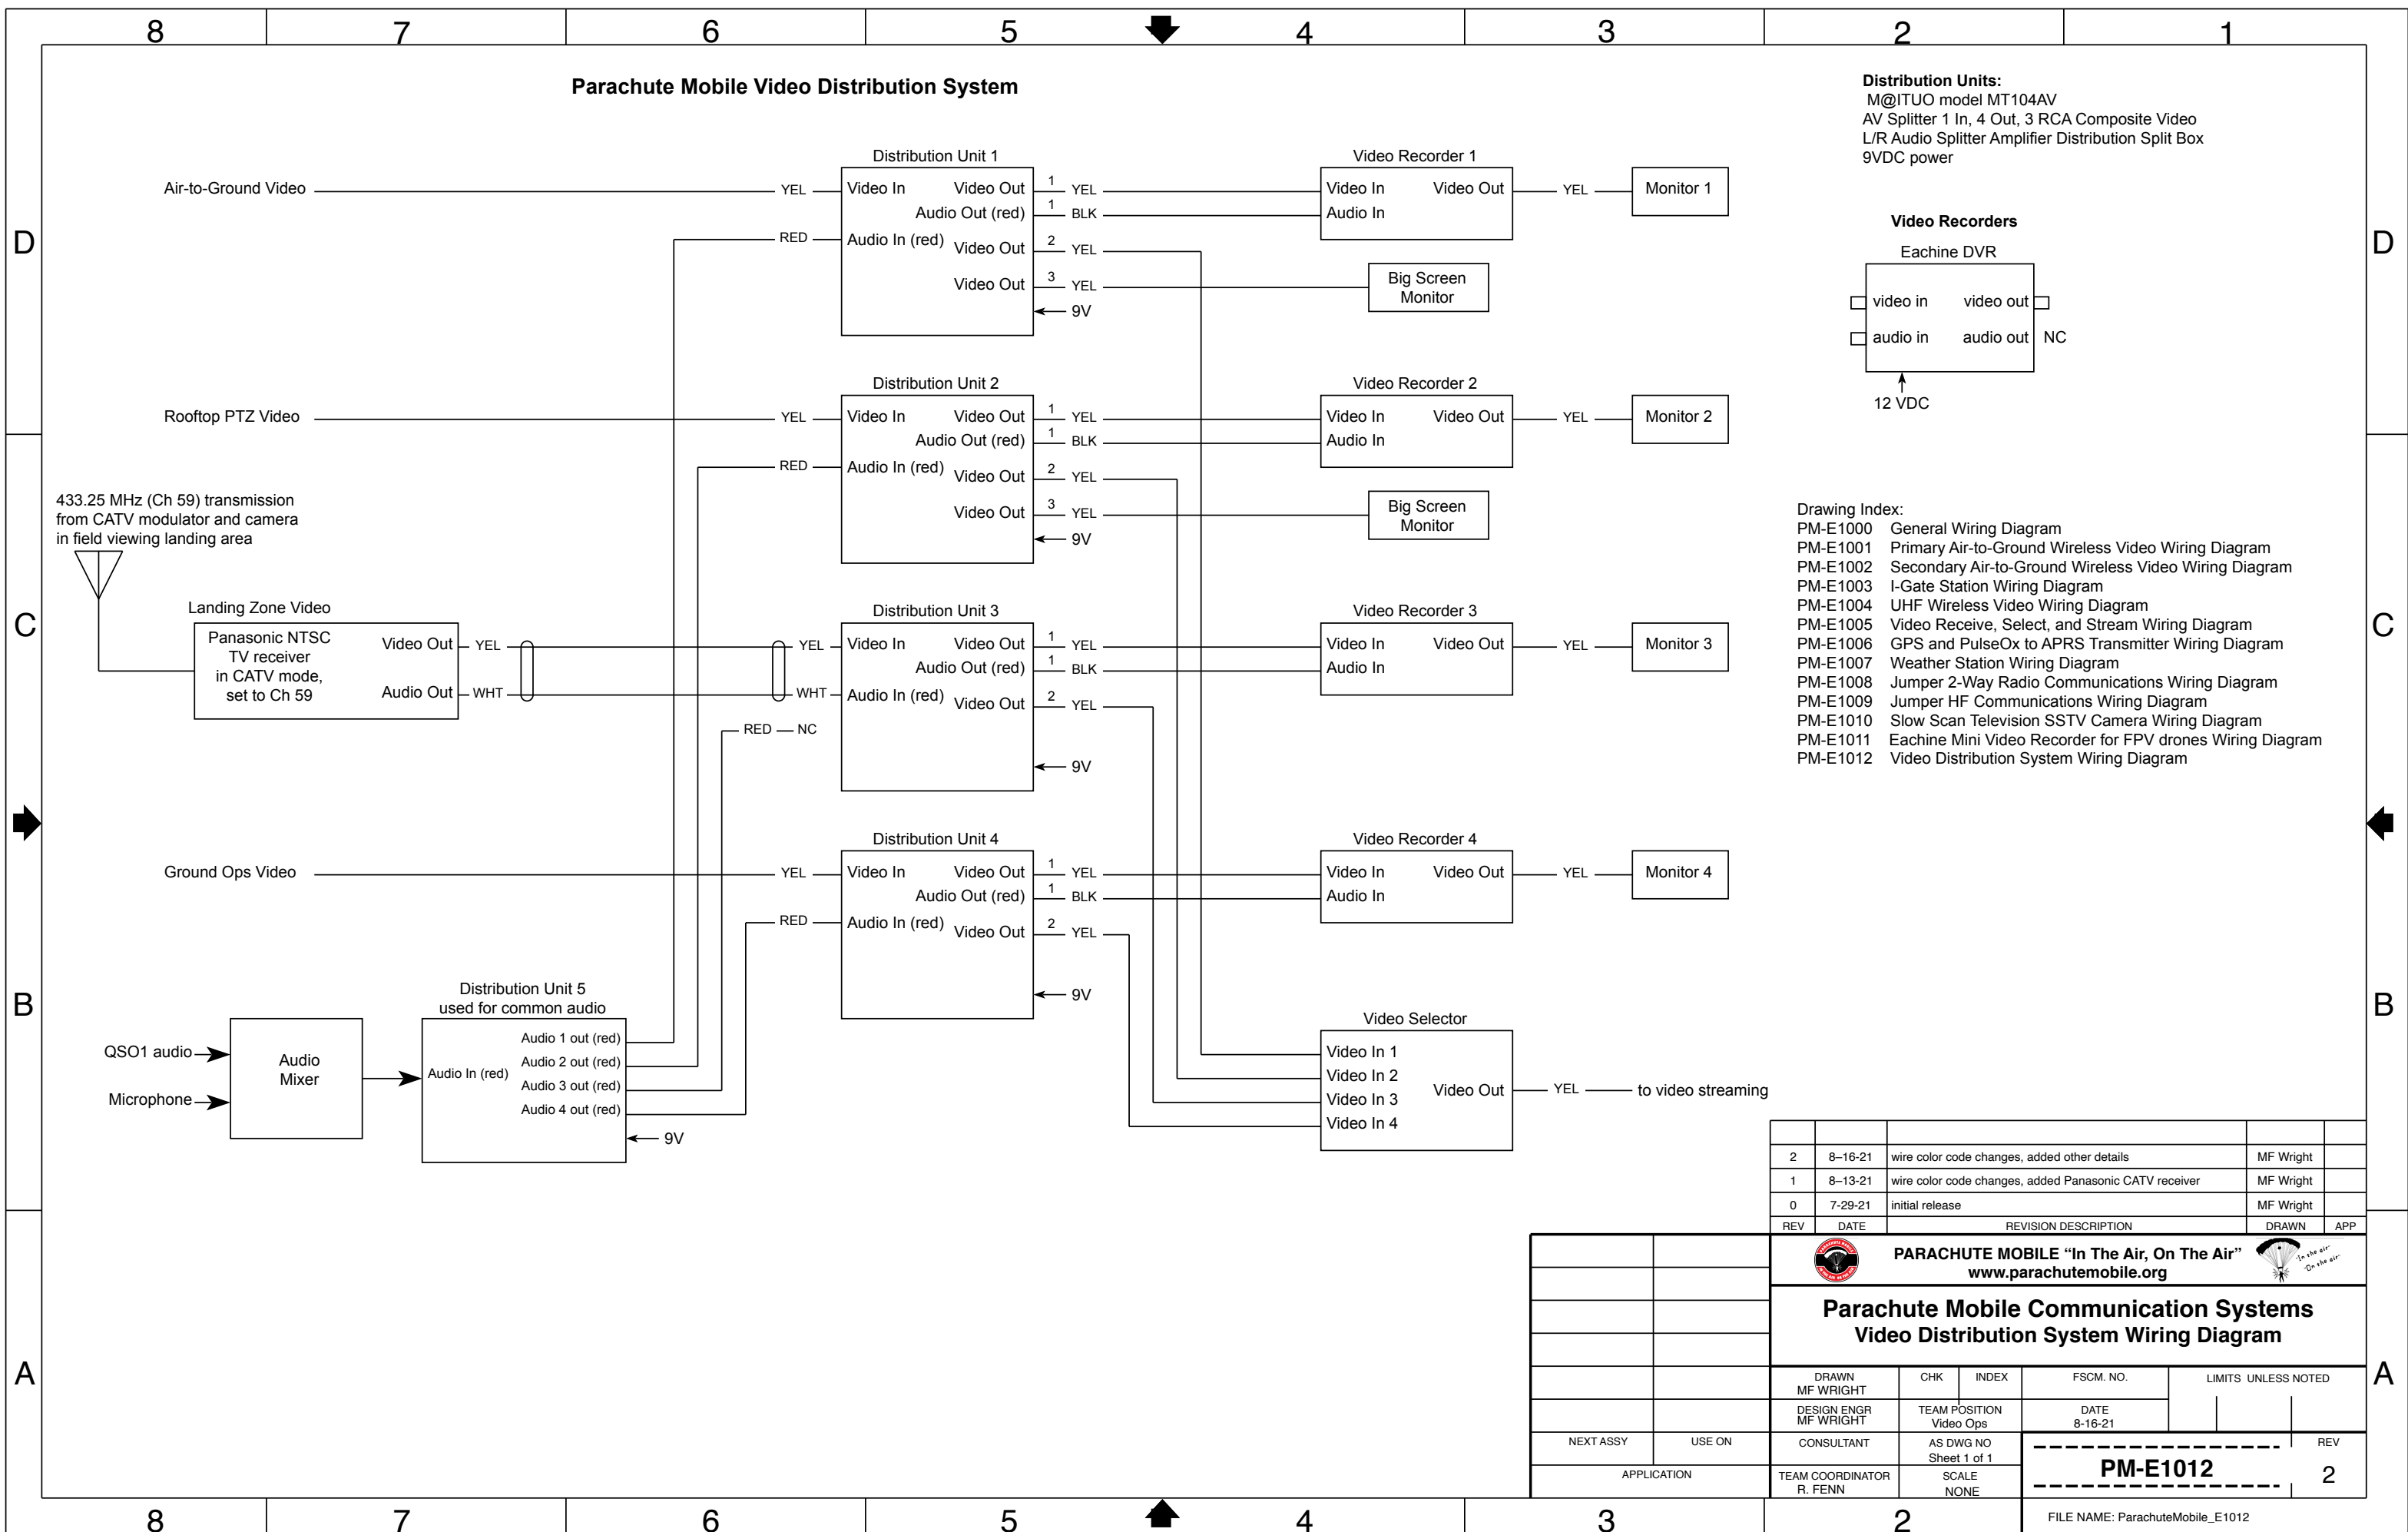 8 7 6 5 4 3 2 1
Parachute Mobile Video Distribution System
Distribution Units:
M@ITUO model MT104AV
AV Splitter 1 In, 4 Out, 3 RCA Composite Video
L/R Audio Splitter Amplifier Distribution Split Box
9VDC power
D
D
Air-to-Ground Video
YEL
RED
Distribution Unit 1
Video In
Video Out
Audio Out (red)
Audio In (red)
Video Out
Video Out
1 YEL
1 BLK
2 YEL
3 YEL
9V
Video Recorder 1
Video In
Video Out
Audio In
YEL
Monitor 1
Big Screen
Monitor
Video Recorders
Eachine DVR
video in
video out
audio in
audio out
NC
12 VDC
Rooftop PTZ Video
YEL
RED
Distribution Unit 2
Video In
Video Out
Audio Out (red)
Audio In (red)
Video Out
Video Out
1 YEL
1 BLK
2 YEL
3 YEL
9V
Video Recorder 2
Video In
Video Out
Audio In
YEL
Monitor 2
Big Screen
Monitor
C
C
433.25 MHz (Ch 59) transmission
from CATV modulator and camera
in field viewing landing area
Landing Zone Video
Panasonic NTSC
TV receiver
in CATV mode,
set to Ch 59
Video Out
Audio Out
YEL
WHT
YEL
WHT
RED
NC
Distribution Unit 3
Video In
Video Out
Audio Out (red)
Audio In (red)
Video Out
1 YEL
1 BLK
2 YEL
9V
Video Recorder 3
Video In
Video Out
Audio In
YEL
Monitor 3
Drawing Index:
PM-E1000 General Wiring Diagram
PM-E1001 Primary Air-to-Ground Wireless Video Wiring Diagram
PM-E1002 Secondary Air-to-Ground Wireless Video Wiring Diagram
PM-E1003 I-Gate Station Wiring Diagram
PM-E1004 UHF Wireless Video Wiring Diagram
PM-E1005 Video Receive, Select, and Stream Wiring Diagram
PM-E1006 GPS and PulseOx to APRS Transmitter Wiring Diagram
PM-E1007 Weather Station Wiring Diagram
PM-E1008 Jumper 2-Way Radio Communications Wiring Diagram
PM-E1009 Jumper HF Communications Wiring Diagram
PM-E1010 Slow Scan Television SSTV Camera Wiring Diagram
PM-E1011 Eachine Mini Video Recorder for FPV drones Wiring Diagram
PM-E1012 Video Distribution System Wiring Diagram
Ground Ops Video
YEL
RED
Distribution Unit 4
Video In
Video Out
Audio Out (red)
Audio In (red)
Video Out
1 YEL
1 BLK
2 YEL
9V
Video Recorder 4
Video In
Video Out
Audio In
YEL
Monitor 4
B
B
QSO1 audio
Microphone
Audio
Mixer
Distribution Unit 5
used for common audio
Audio In (red)
Audio 1 out (red)
Audio 2 out (red)
Audio 3 out (red)
Audio 4 out (red)
9V
Video Selector
Video In 1
Video In 2
Video In 3
Video In 4
Video Out
YEL
to video streaming
2 8–16-21 wire color code changes, added other details MF Wright
1 8–13-21 wire color code changes, added Panasonic CATV receiver MF Wright
0 7-29-21 initial release MF Wright
REV DATE REVISION DESCRIPTION DRAWN APP
A
A
PARACHUTE MOBILE “In The Air, On The Air”
www.parachutemobile.org
"In the air-
"On the air"
Parachute Mobile Communication Systems
Video Distribution System Wiring Diagram
DRAWN
MF WRIGHT
CHK
INDEX
FSCM. NO.
LIMITS UNLESS NOTED
DESIGN ENGR
MF WRIGHT
TEAM POSITION
Video Ops
DATE
8-16-21
NEXT ASSY
USE ON
CONSULTANT
AS DWG NO
Sheet 1 of 1
PM-E1012
REV
2
APPLICATION
TEAM COORDINATOR
R. FENN
SCALE
NONE
FILE NAME: ParachuteMobile_E1012
8 7 6 5 4 3 2